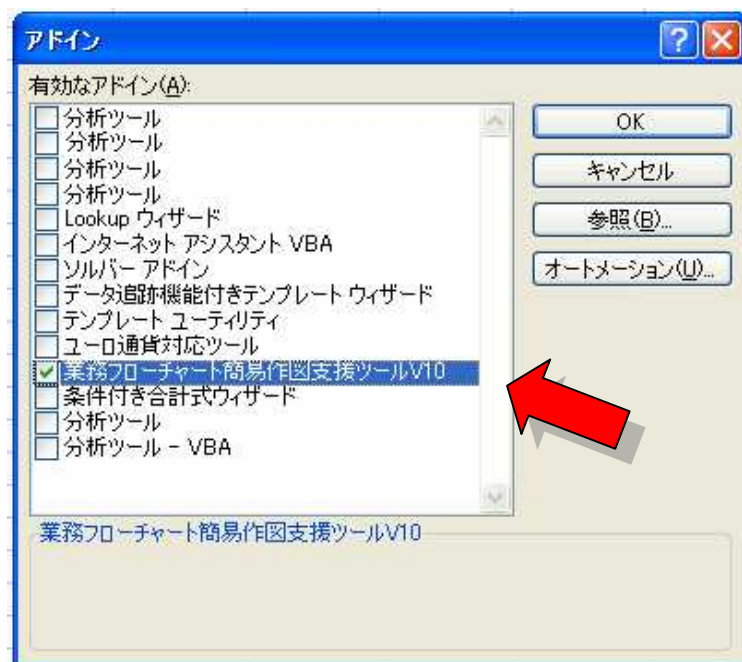 アドイン
有効なアドイン(A):
分析ツール
分析ツール
分析ツール
分析ツール
Lookup ウィザード
インターネット アシスタント VBA
ソルバー アドイン
データ追跡機能付きテンプレート ウィザード
テンプレート ユーティリティ
ユーロ通貨対応ツール
業務フローチャート簡易作図支援ツールV10
条件付き合計式ウィザード
分析ツール
分析ツール - VBA
OK
キャンセル
参照(B)...
オートメーション(U)...
業務フローチャート簡易作図支援ツールV10